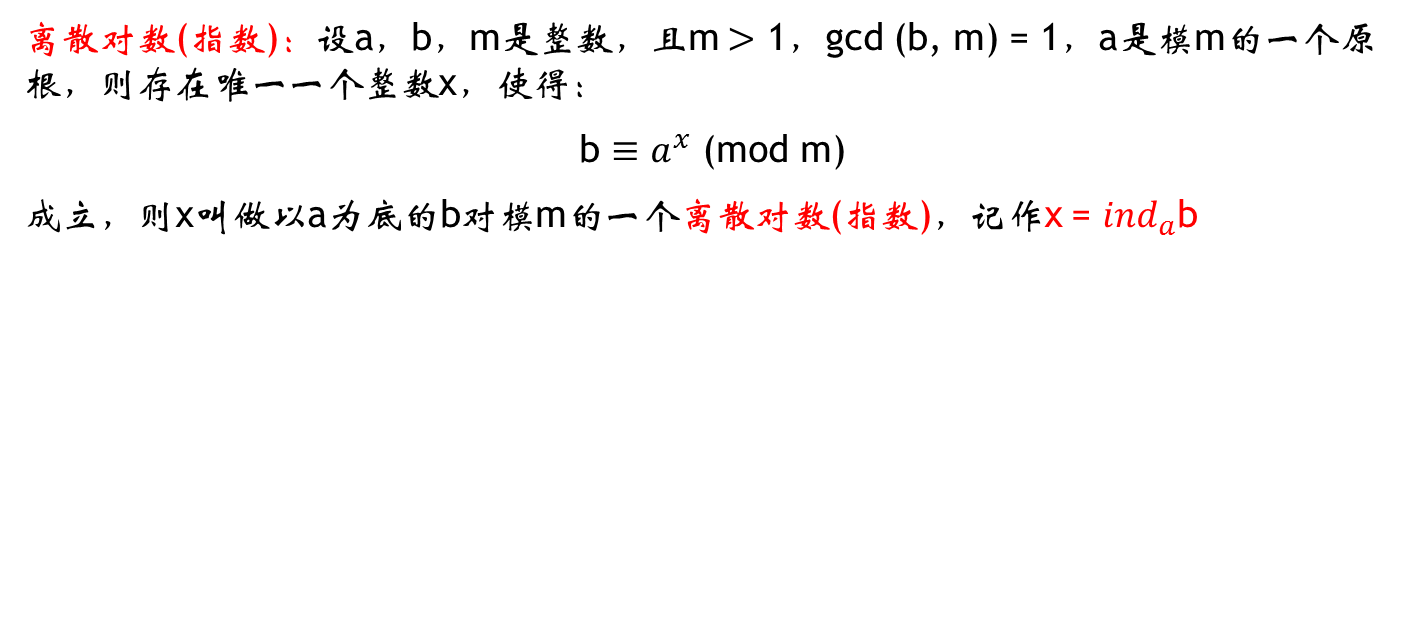 离散对数(指数)：设a，b，m是整数，且m > 1，gcd (b, m) = 1，a是模m的一个原
根，则存在唯一一个整数x，使得：
b ≡ 𝑎ˣ (mod m)
成立，则x叫做以a为底的b对模m的一个离散对数(指数)，记作x = 𝑖𝑛𝑑ₐb